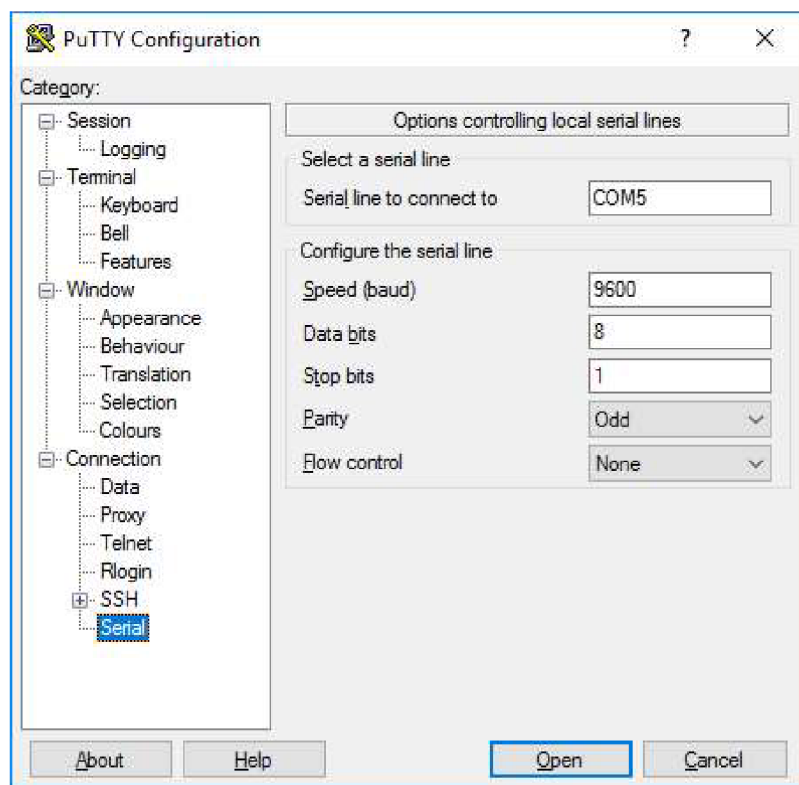 PuTTY Configuration
?
Category:
Session
Logging
Terminal
Keyboard
Bell
Features
Window
Appearance
Behaviour
Translation
Selection
Colours
Connection
Data
Proxy
Telnet
Rlogin
SSH
Serial
Options controlling local serial lines
Select a serial line
Serial line to connect to COM5
Configure the serial line
Speed (baud) 9600
Data bits 8
Stop bits 1
Parity Odd
Flow control None
About Help Open Cancel